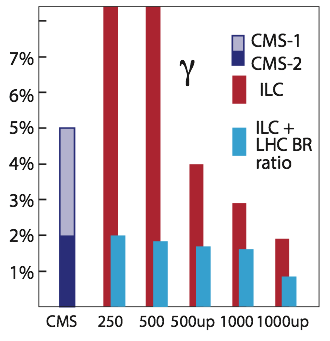 7%
6%
5%
4%
3%
2%
1%
γ
CMS-1
CMS-2
ILC
ILC +
LHC BR
ratio
CMS 250 500 500up 1000 1000up